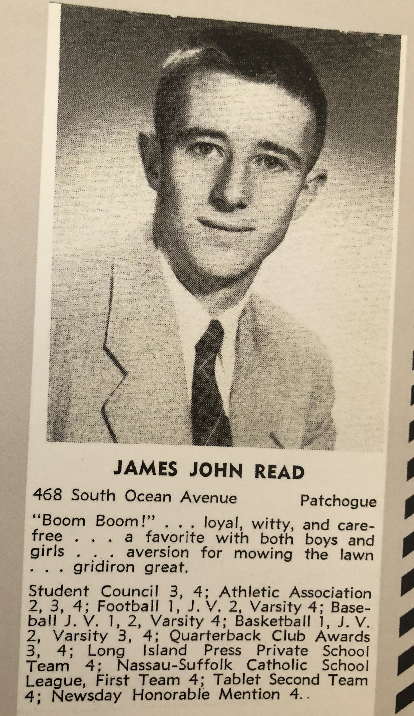 JAMES JOHN READ
468 South Ocean Avenue Patchogue
"Boom Boom!" . . . loyal, witty, and care-
free . . . a favorite with both boys and
girls . . . aversion for mowing the lawn
. . . gridiron great.
Student Council 3, 4; Athletic Association
2, 3, 4; Football 1, J. V. 2, Varsity 4; Base-
ball J. V. 1, 2, Varsity 4; Basketball 1, J. V.
2, Varsity 3, 4; Quarterback Club Awards
3, 4; Long Island Press Private School
Team 4; Nassau-Suffolk Catholic School
League, First Team 4; Tablet Second Team
4; Newsday Honorable Mention 4..